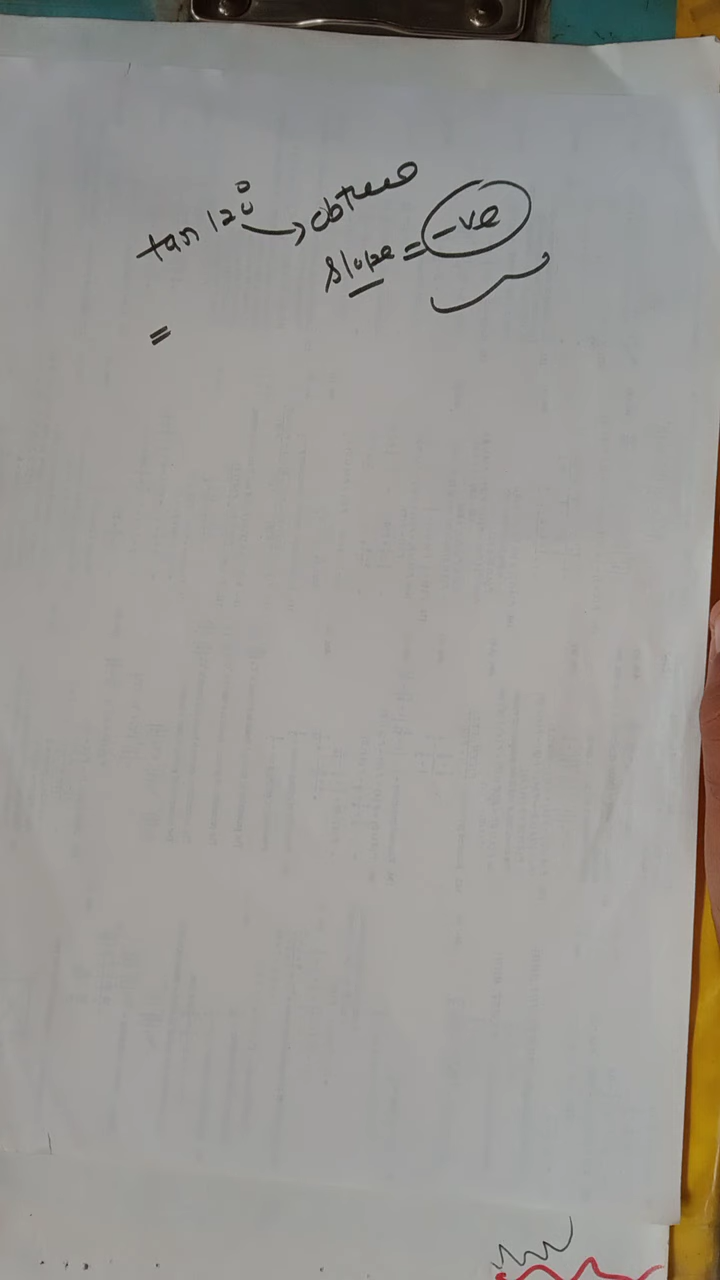 tan 120° → obtuse
slope = -ve
=